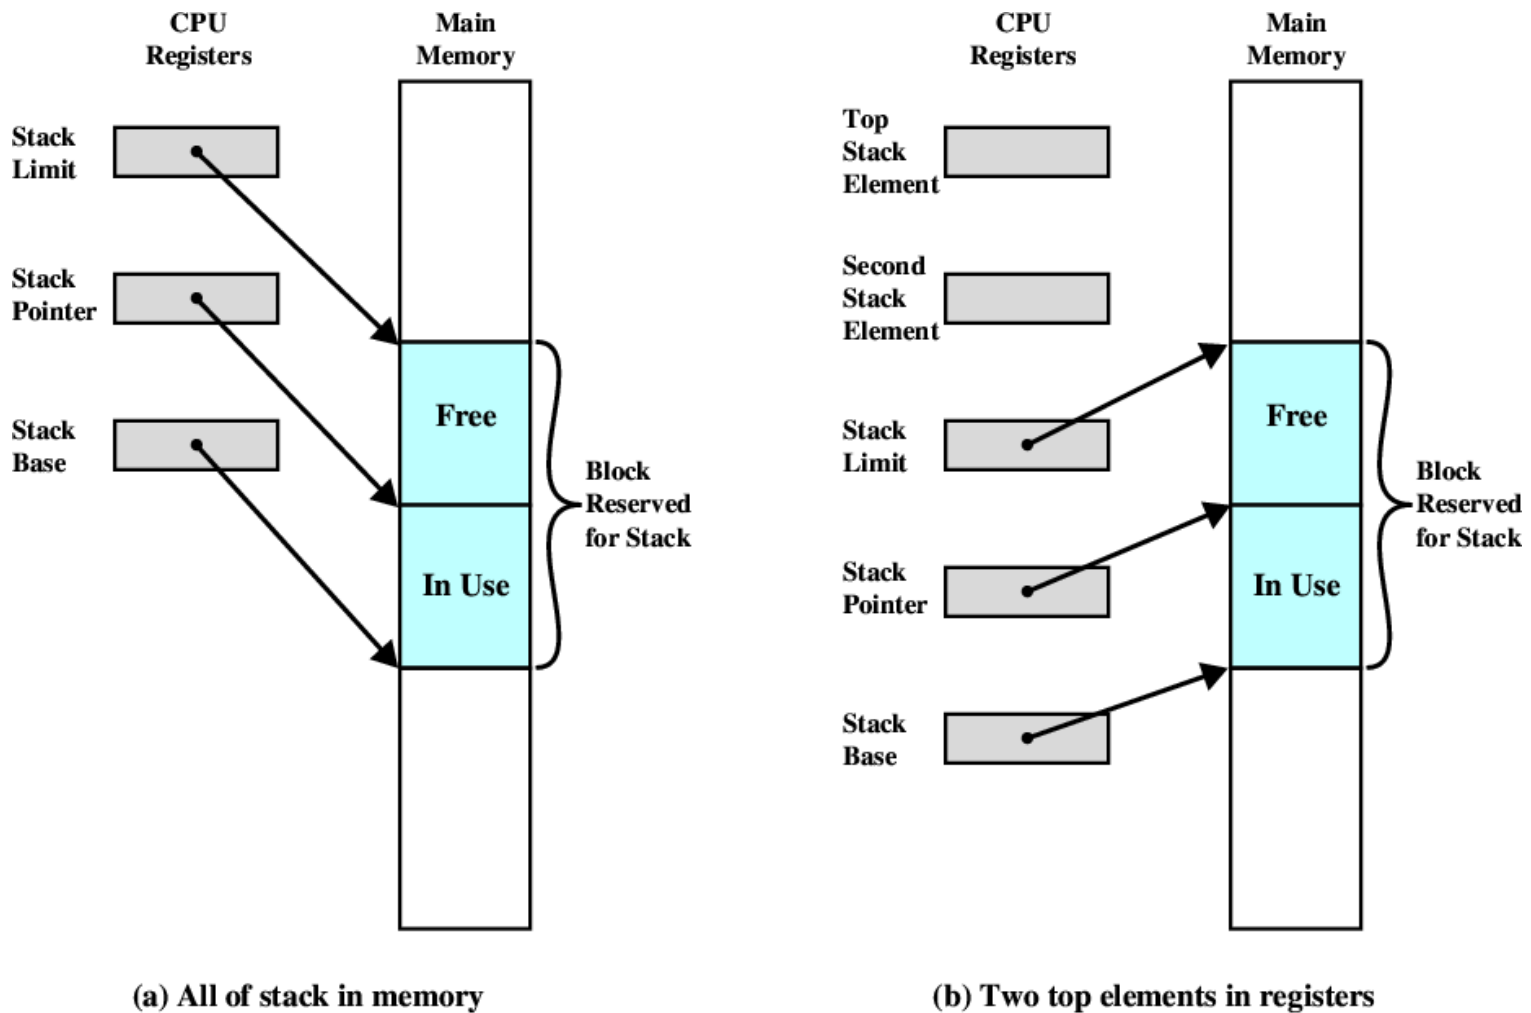 CPU
Registers
Main
Memory
Stack
Limit
Stack
Pointer
Stack
Base
Free
In Use
Block
Reserved
for Stack
(a) All of stack in memory
CPU
Registers
Main
Memory
Top
Stack
Element
Second
Stack
Element
Stack
Limit
Stack
Pointer
Stack
Base
Free
In Use
Block
Reserved
for Stack
(b) Two top elements in registers